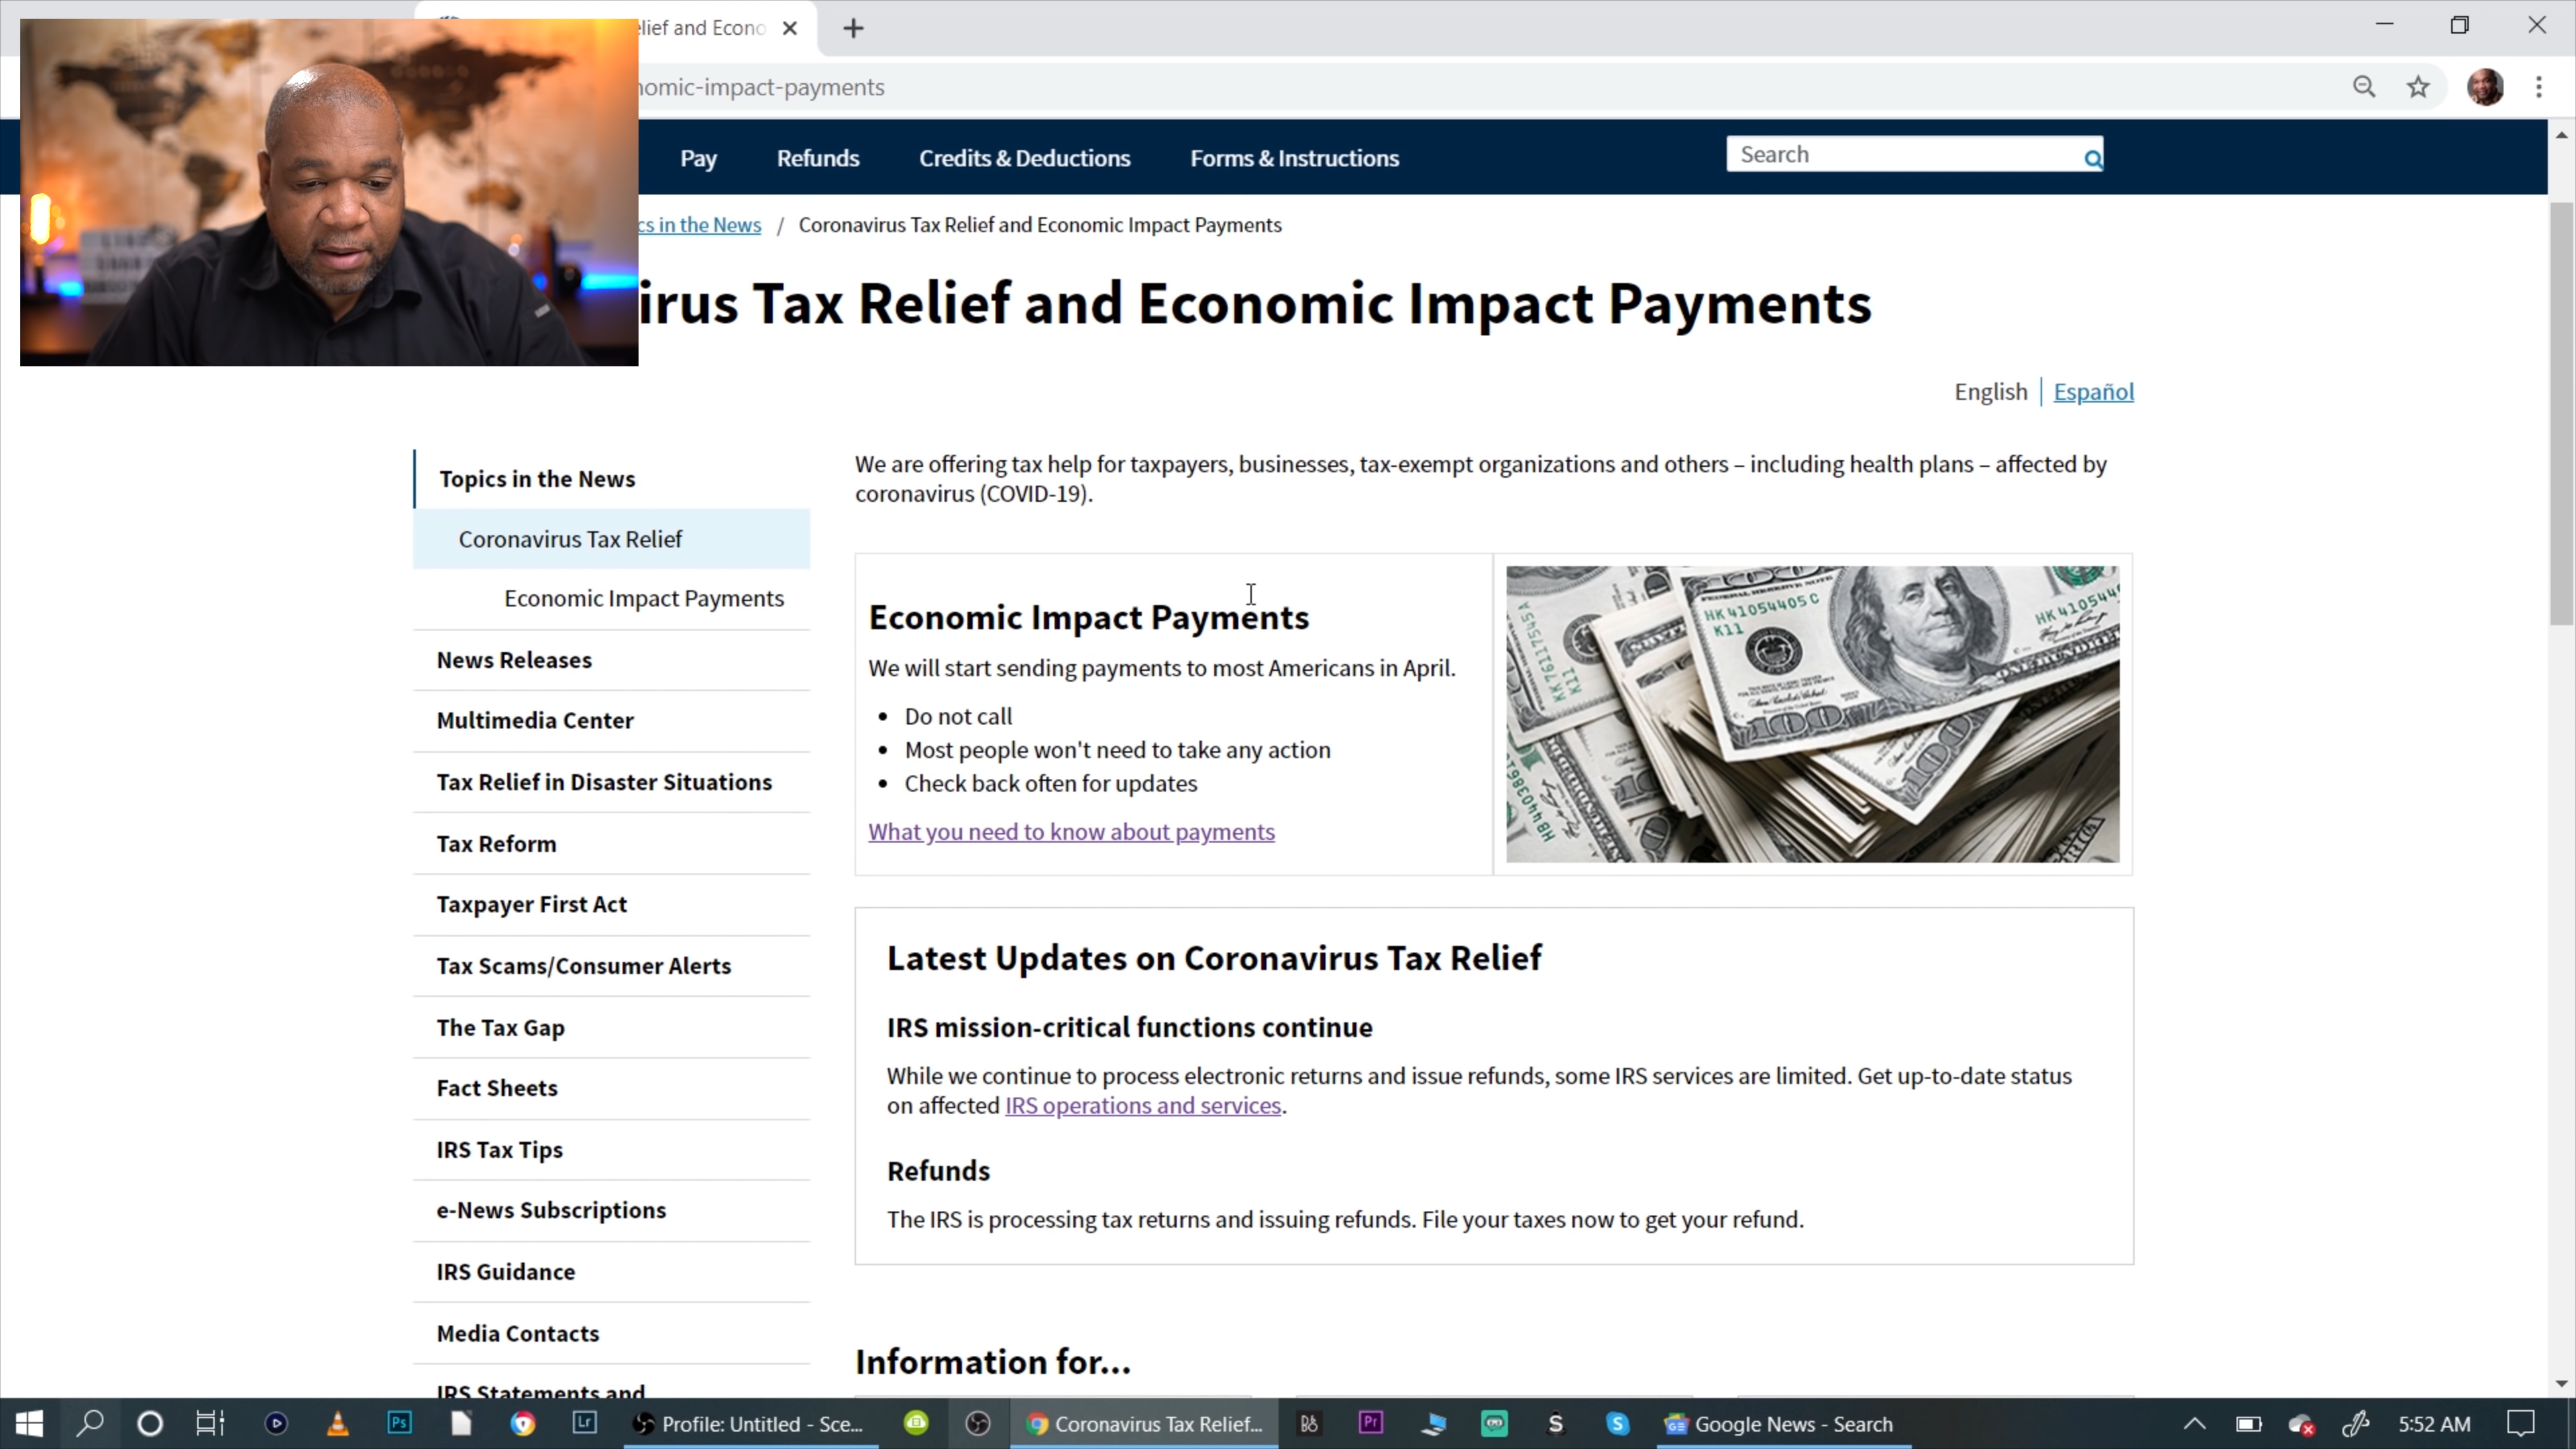 elief and Econo
nomic-impact-payments
Pay
Refunds
Credits & Deductions
Forms & Instructions
Search
cs in the News / Coronavirus Tax Relief and Economic Impact Payments
irus Tax Relief and Economic Impact Payments
English | Español
Topics in the News
Coronavirus Tax Relief
Economic Impact Payments
News Releases
Multimedia Center
Tax Relief in Disaster Situations
Tax Reform
Taxpayer First Act
Tax Scams/Consumer Alerts
The Tax Gap
Fact Sheets
IRS Tax Tips
e-News Subscriptions
IRS Guidance
Media Contacts
IRS Statements and
We are offering tax help for taxpayers, businesses, tax-exempt organizations and others – including health plans – affected by
coronavirus (COVID-19).
Economic Impact Payments
We will start sending payments to most Americans in April.
• Do not call
• Most people won't need to take any action
• Check back often for updates
What you need to know about payments
HK 41054405 C
K11
100
100
Latest Updates on Coronavirus Tax Relief
IRS mission-critical functions continue
While we continue to process electronic returns and issue refunds, some IRS services are limited. Get up-to-date status
on affected IRS operations and services.
Refunds
The IRS is processing tax returns and issuing refunds. File your taxes now to get your refund.
Information for...
Ps
Lr
Profile: Untitled - Sce...
Coronavirus Tax Relief...
Pr
S
Google News - Search
5:52 AM